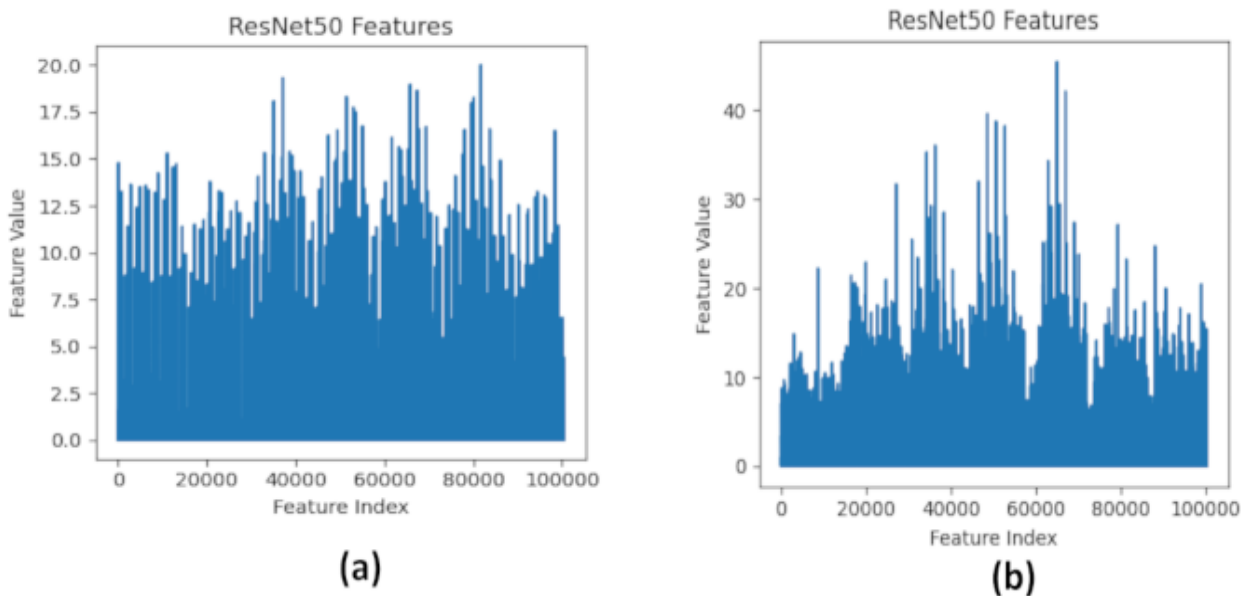 ResNet50 Features
20.0
17.5
15.0
12.5
10.0
7.5
5.0
2.5
0.0
Feature Value
0 20000 40000 60000 80000 100000
Feature Index
(a)
ResNet50 Features
40
30
20
10
0
Feature Value
0 20000 40000 60000 80000 100000
Feature Index
(b)